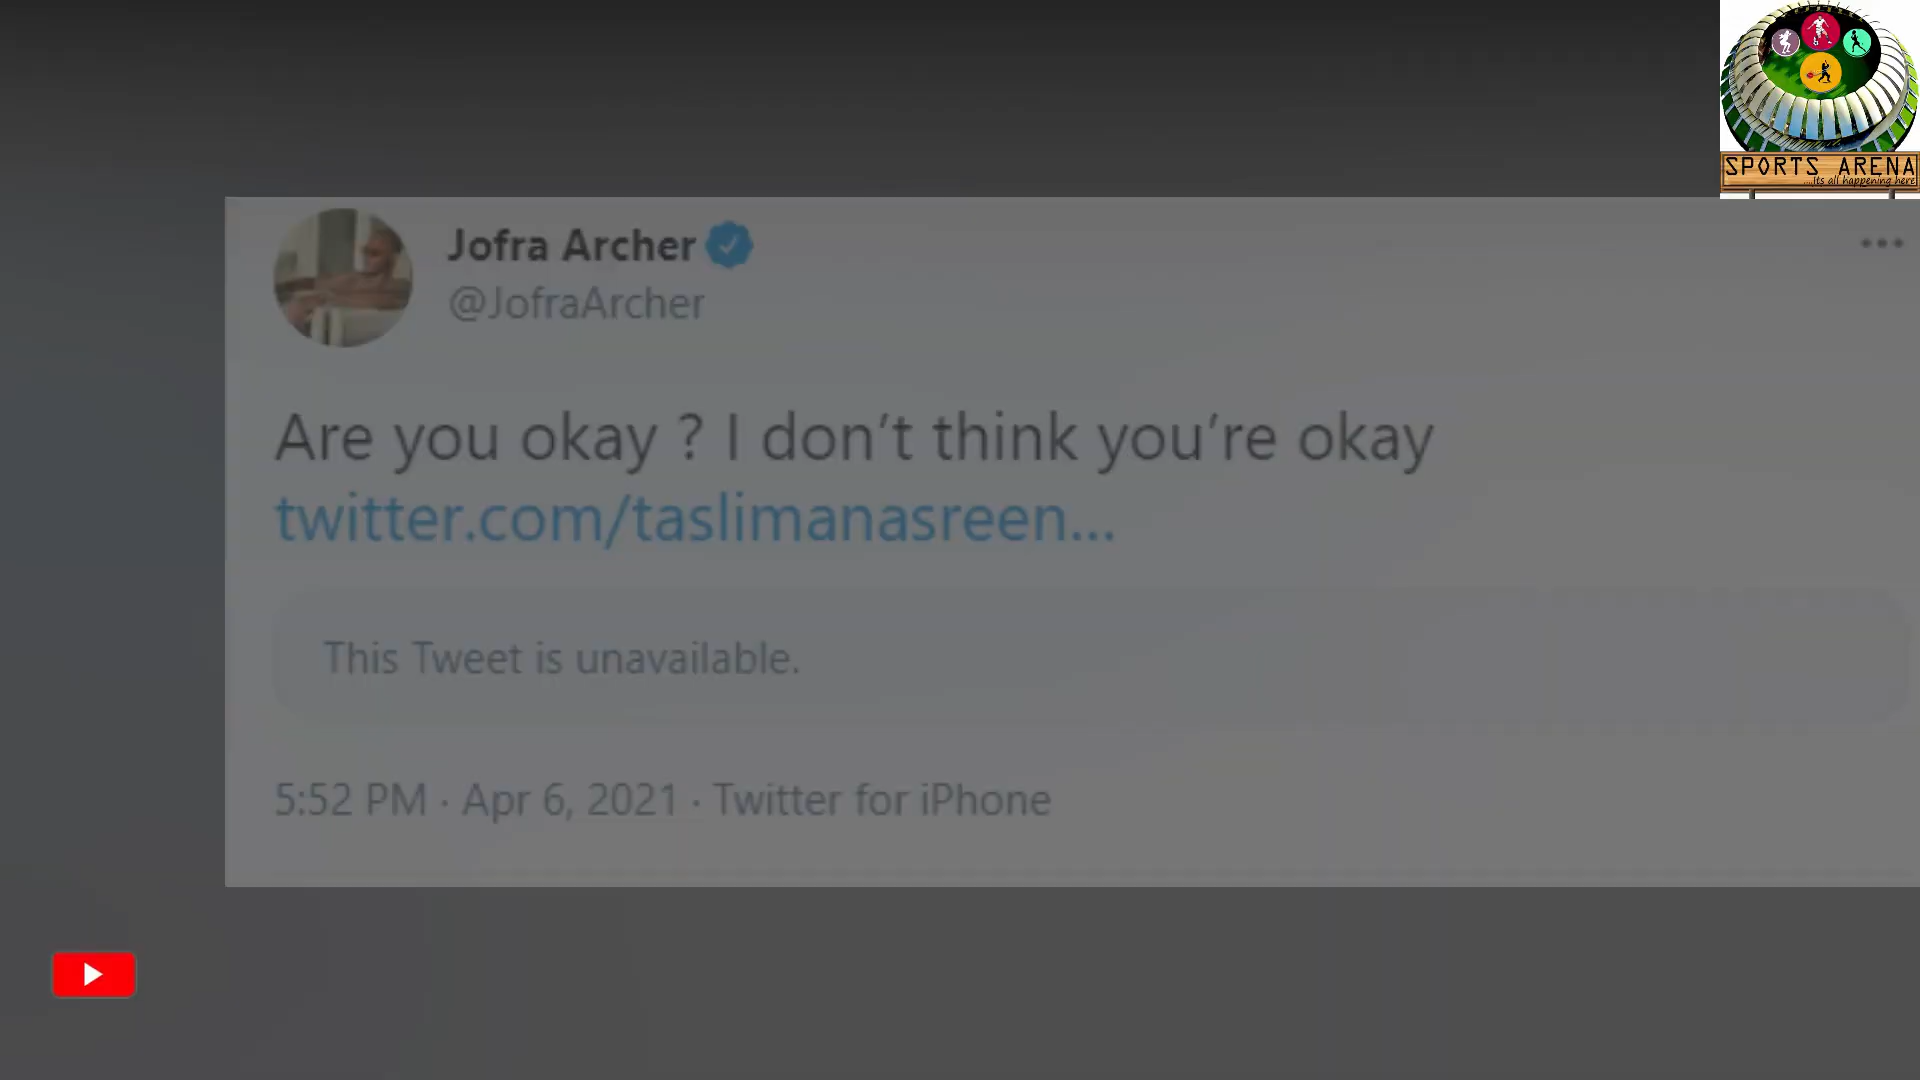 SPORTS ARENA
....Its all happening here
Jofra Archer
@JofraArcher
Are you okay ? I don’t think you’re okay
twitter.com/taslimanasreen...
This Tweet is unavailable.
5:52 PM · Apr 6, 2021 · Twitter for iPhone